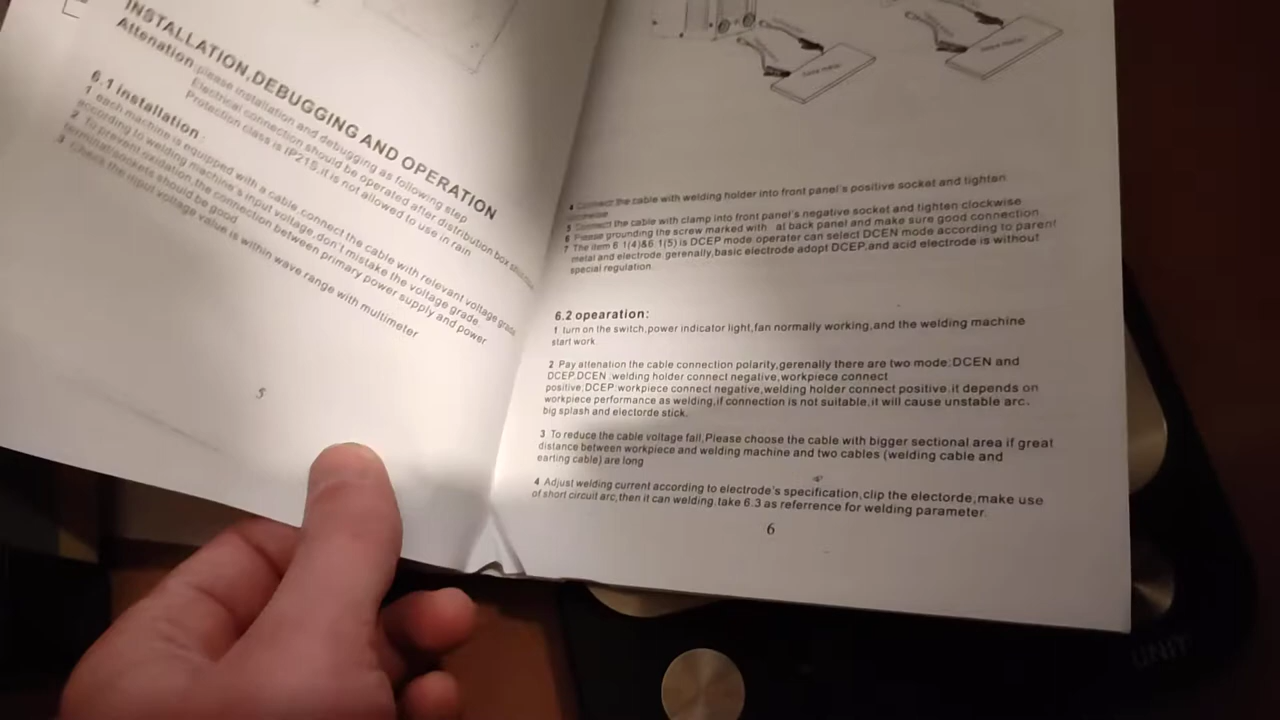 INSTALLATION,DEBUGGING AND OPERATION
Attenation:please installation and debugging as following step
Electrical connection should be operated after distribution box
Protection class is IP21S,it is not allowed to use in rain
6.1 installation:
1 each machine is equipped with a cable,connect the cable with relevant voltage grade
according to welding machine's input voltage,don't mistake the voltage grade
2 To prevent oxidation,the connection between primary power supply and power
terminal/sockets should be good
3 Check the input voltage value is within wave range with multimeter
5
4 Connect the cable with welding holder into front panel's positive socket and tighten
5 Connect the cable with clamp into front panel's negative socket and tighten clockwise
6 Please grounding the screw marked with at back panel and make sure good connection
7 The item 6.1(4)&6.1(5) is DCEP mode operater can select DCEN mode according to parent
metal and electrode.gerenally,basic electrode adopt DCEP,and acid electrode is without
special regulation.
6.2 opearation:
1 turn on the switch,power indicator light,fan normally working,and the welding machine
start work.
2 Pay attenation the cable connection polarity,gerenally there are two mode:DCEN and
DCEP.DCEN :welding holder connect negative,workpiece connect
positive;DCEP:workpiece connect negative,welding holder connect positive.it depends on
workpiece performance as welding,if connection is not suitable,it will cause unstable arc,
big splash and electorde stick.
3 To reduce the cable voltage fall,Please choose the cable with bigger sectional area if great
distance between workpiece and welding machine and two cables (welding cable and
earting cable) are long
4 Adjust welding current according to electrode's specification,clip the electorde,make use
of short circuit arc,then it can welding.take 6.3 as referrence for welding parameter.
6
UNIT